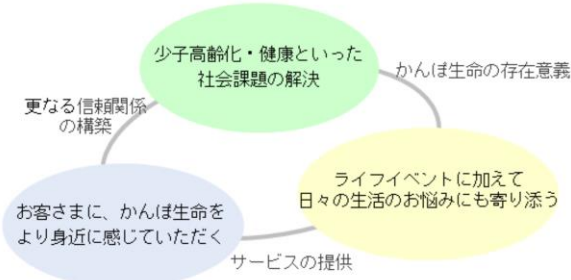 少子高齢化・健康といった
社会課題の解決
かんぽ生命の存在意義
更なる信頼関係
の構築
ライフイベントに加えて
日々の生活のお悩みにも寄り添う
お客さまに、かんぽ生命を
より身近に感じていただく
サービスの提供